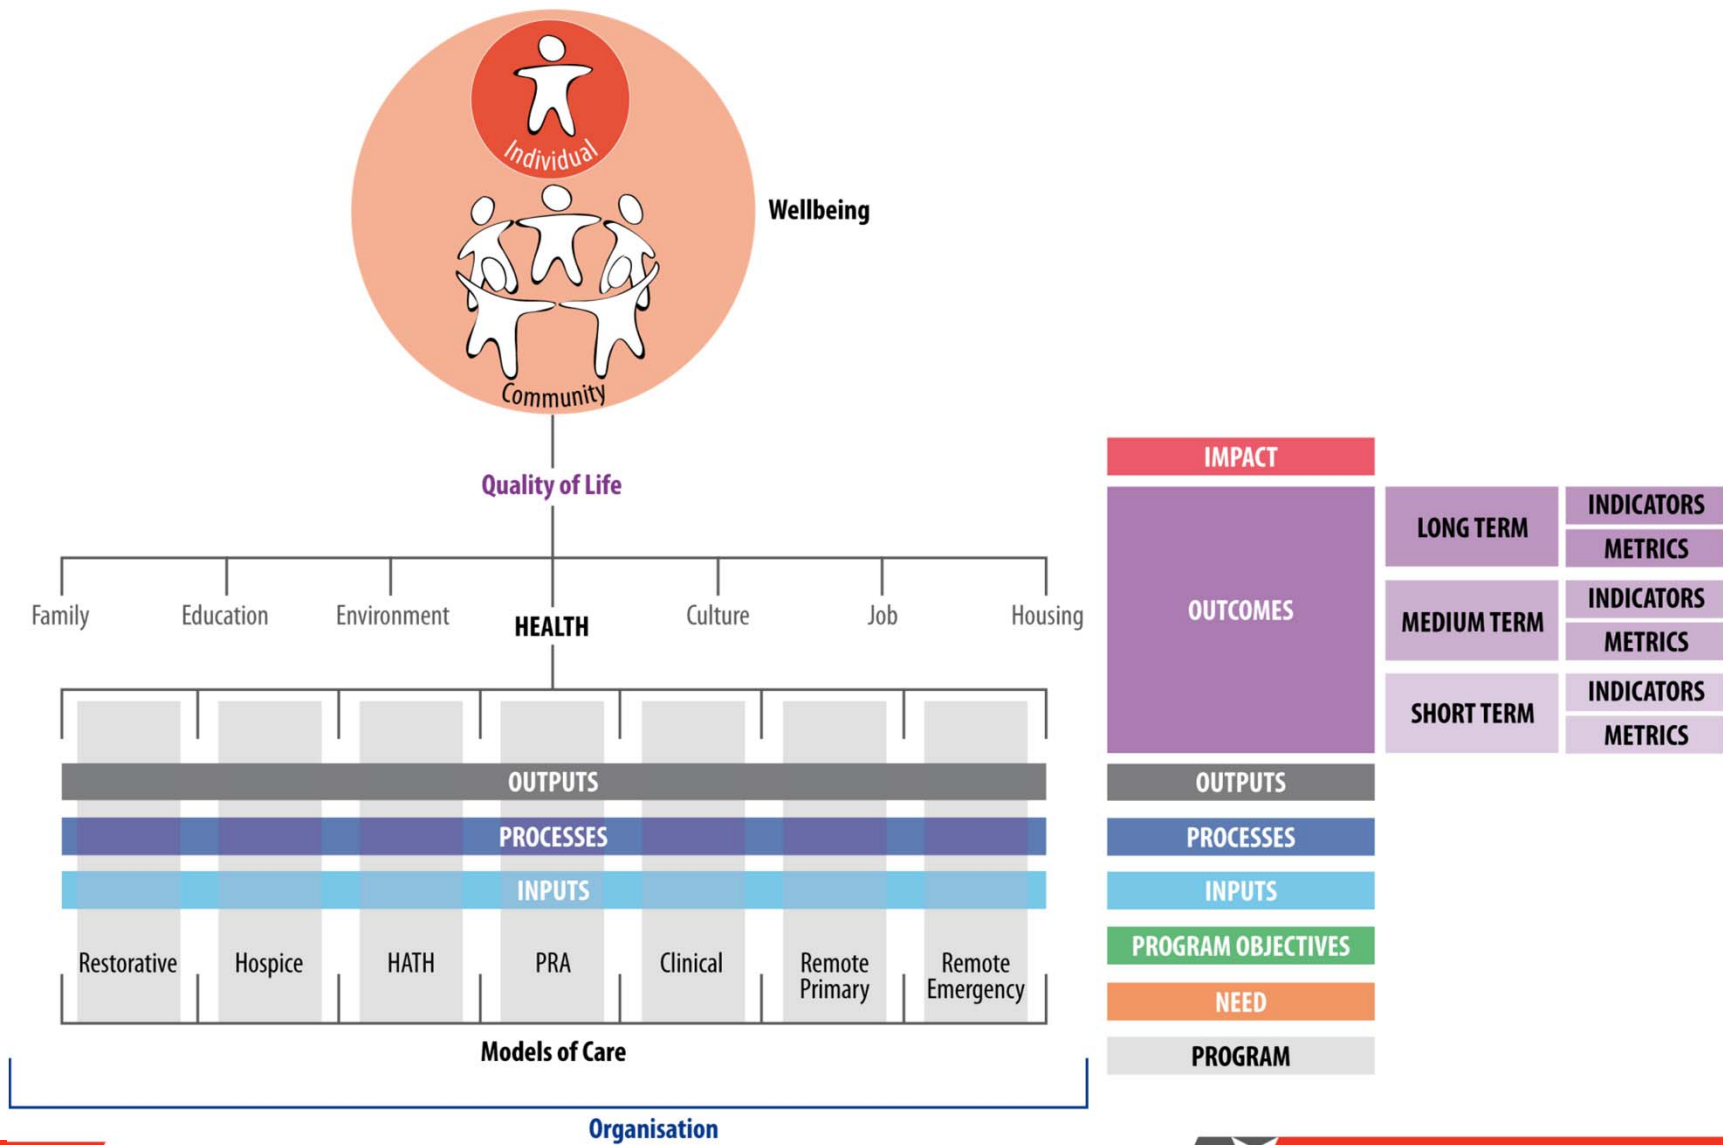 Individual
Wellbeing
Community
Quality of Life
Family
Education
Environment
HEALTH
Culture
Job
Housing
OUTPUTS
PROCESSES
INPUTS
Restorative
Hospice
HATH
PRA
Clinical
Remote
Primary
Remote
Emergency
Models of Care
Organisation
IMPACT
OUTCOMES
LONG TERM
INDICATORS
METRICS
MEDIUM TERM
INDICATORS
METRICS
SHORT TERM
INDICATORS
METRICS
OUTPUTS
PROCESSES
INPUTS
PROGRAM OBJECTIVES
NEED
PROGRAM